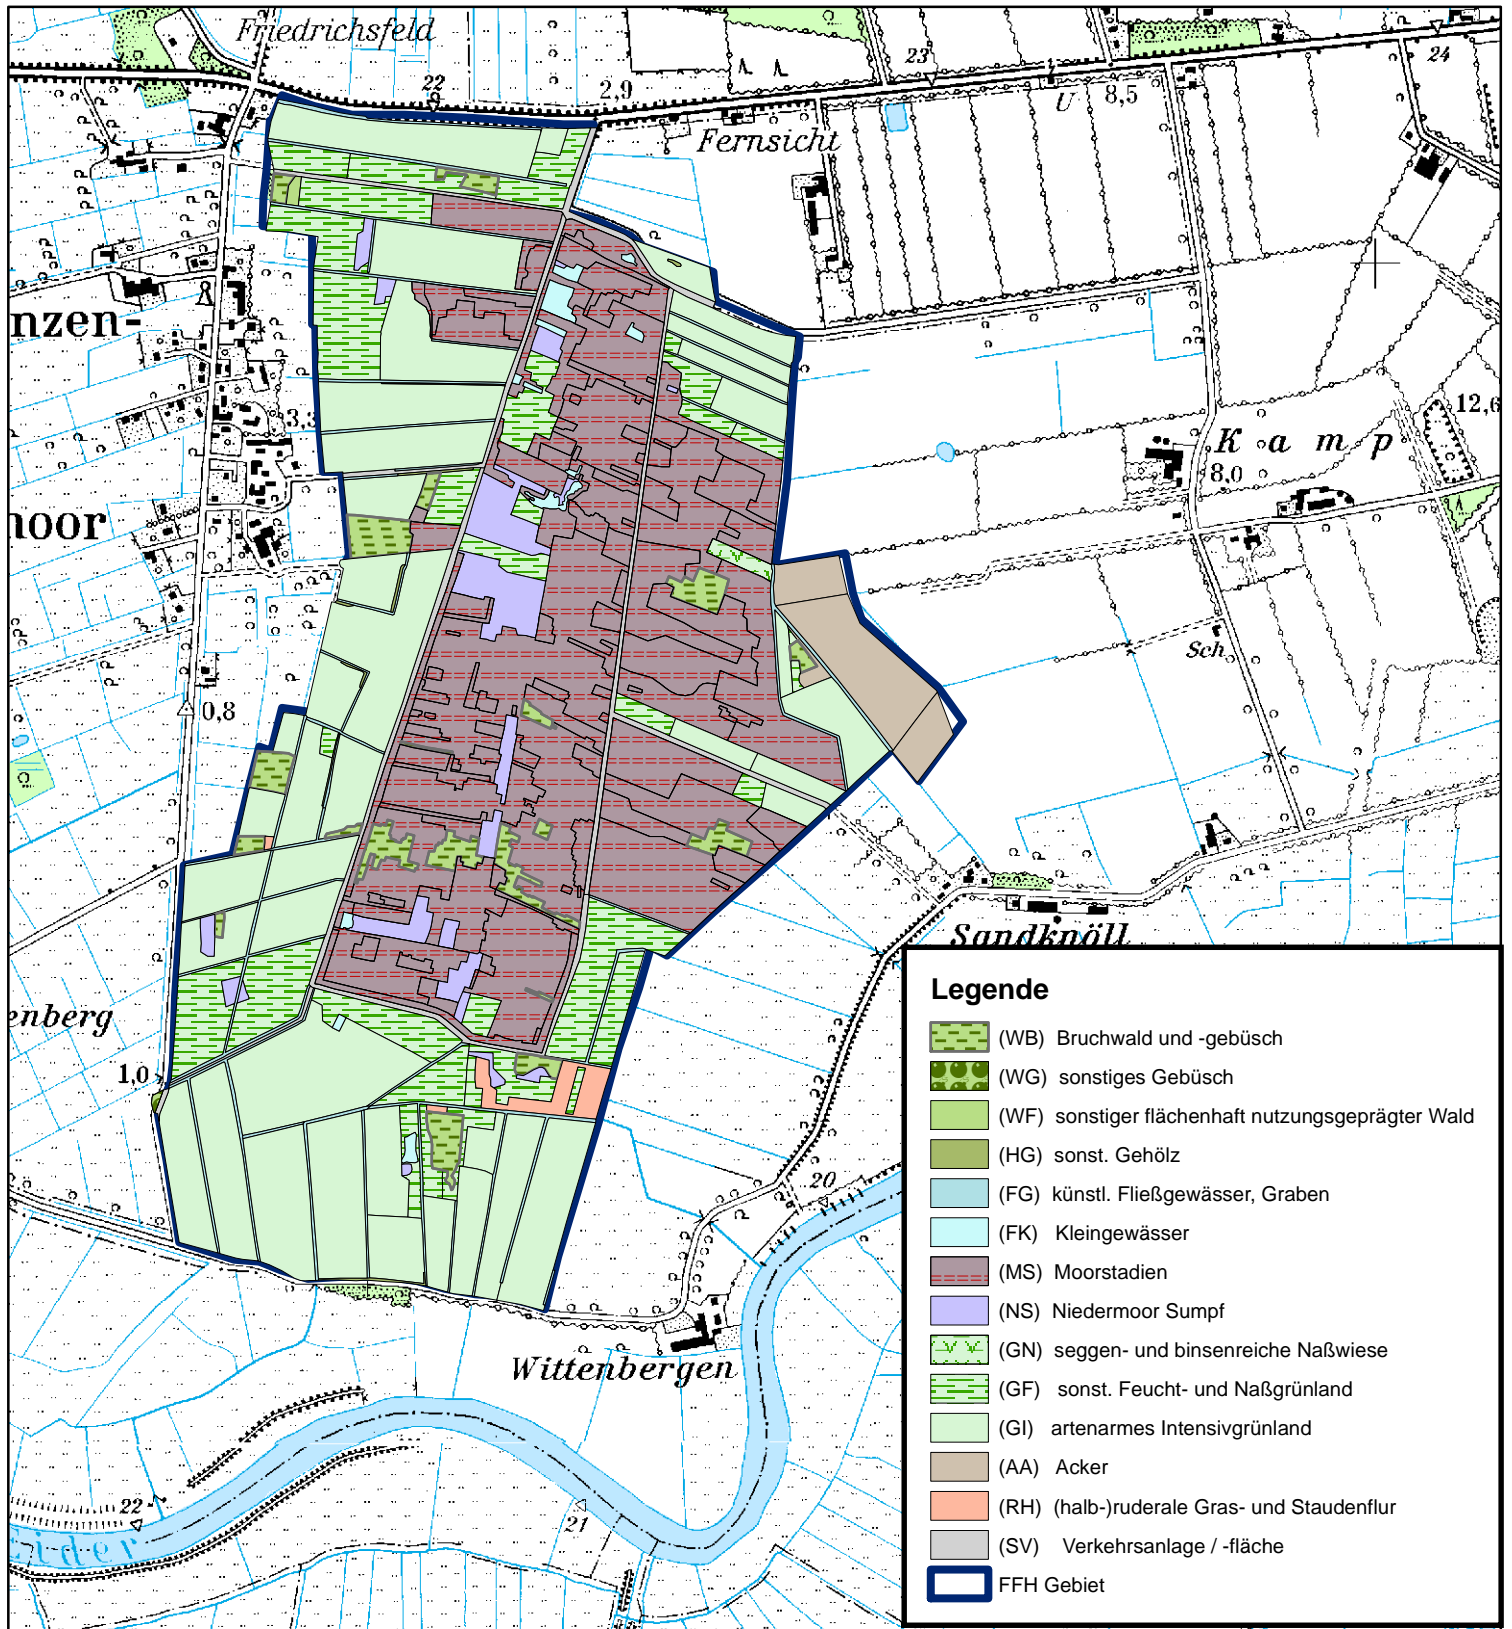 Friedrichsfeld
22
2,9
23
24
U
8,5
Fernsicht
nzen-
3,3
12,6
K a m p
8,0
moor
Sch
0,8
Sandknöll
enberg
1,0
20
Wittenbergen
22
21
Eider
Legende
(WB) Bruchwald und -gebüsch
(WG) sonstiges Gebüsch
(WF) sonstiger flächenhaft nutzungsgeprägter Wald
(HG) sonst. Gehölz
(FG) künstl. Fließgewässer, Graben
(FK) Kleingewässer
(MS) Moorstadien
(NS) Niedermoor Sumpf
(GN) seggen- und binsenreiche Naßwiese
(GF) sonst. Feucht- und Naßgrünland
(GI) artenarmes Intensivgrünland
(AA) Acker
(RH) (halb-)ruderale Gras- und Staudenflur
(SV) Verkehrsanlage / -fläche
FFH Gebiet